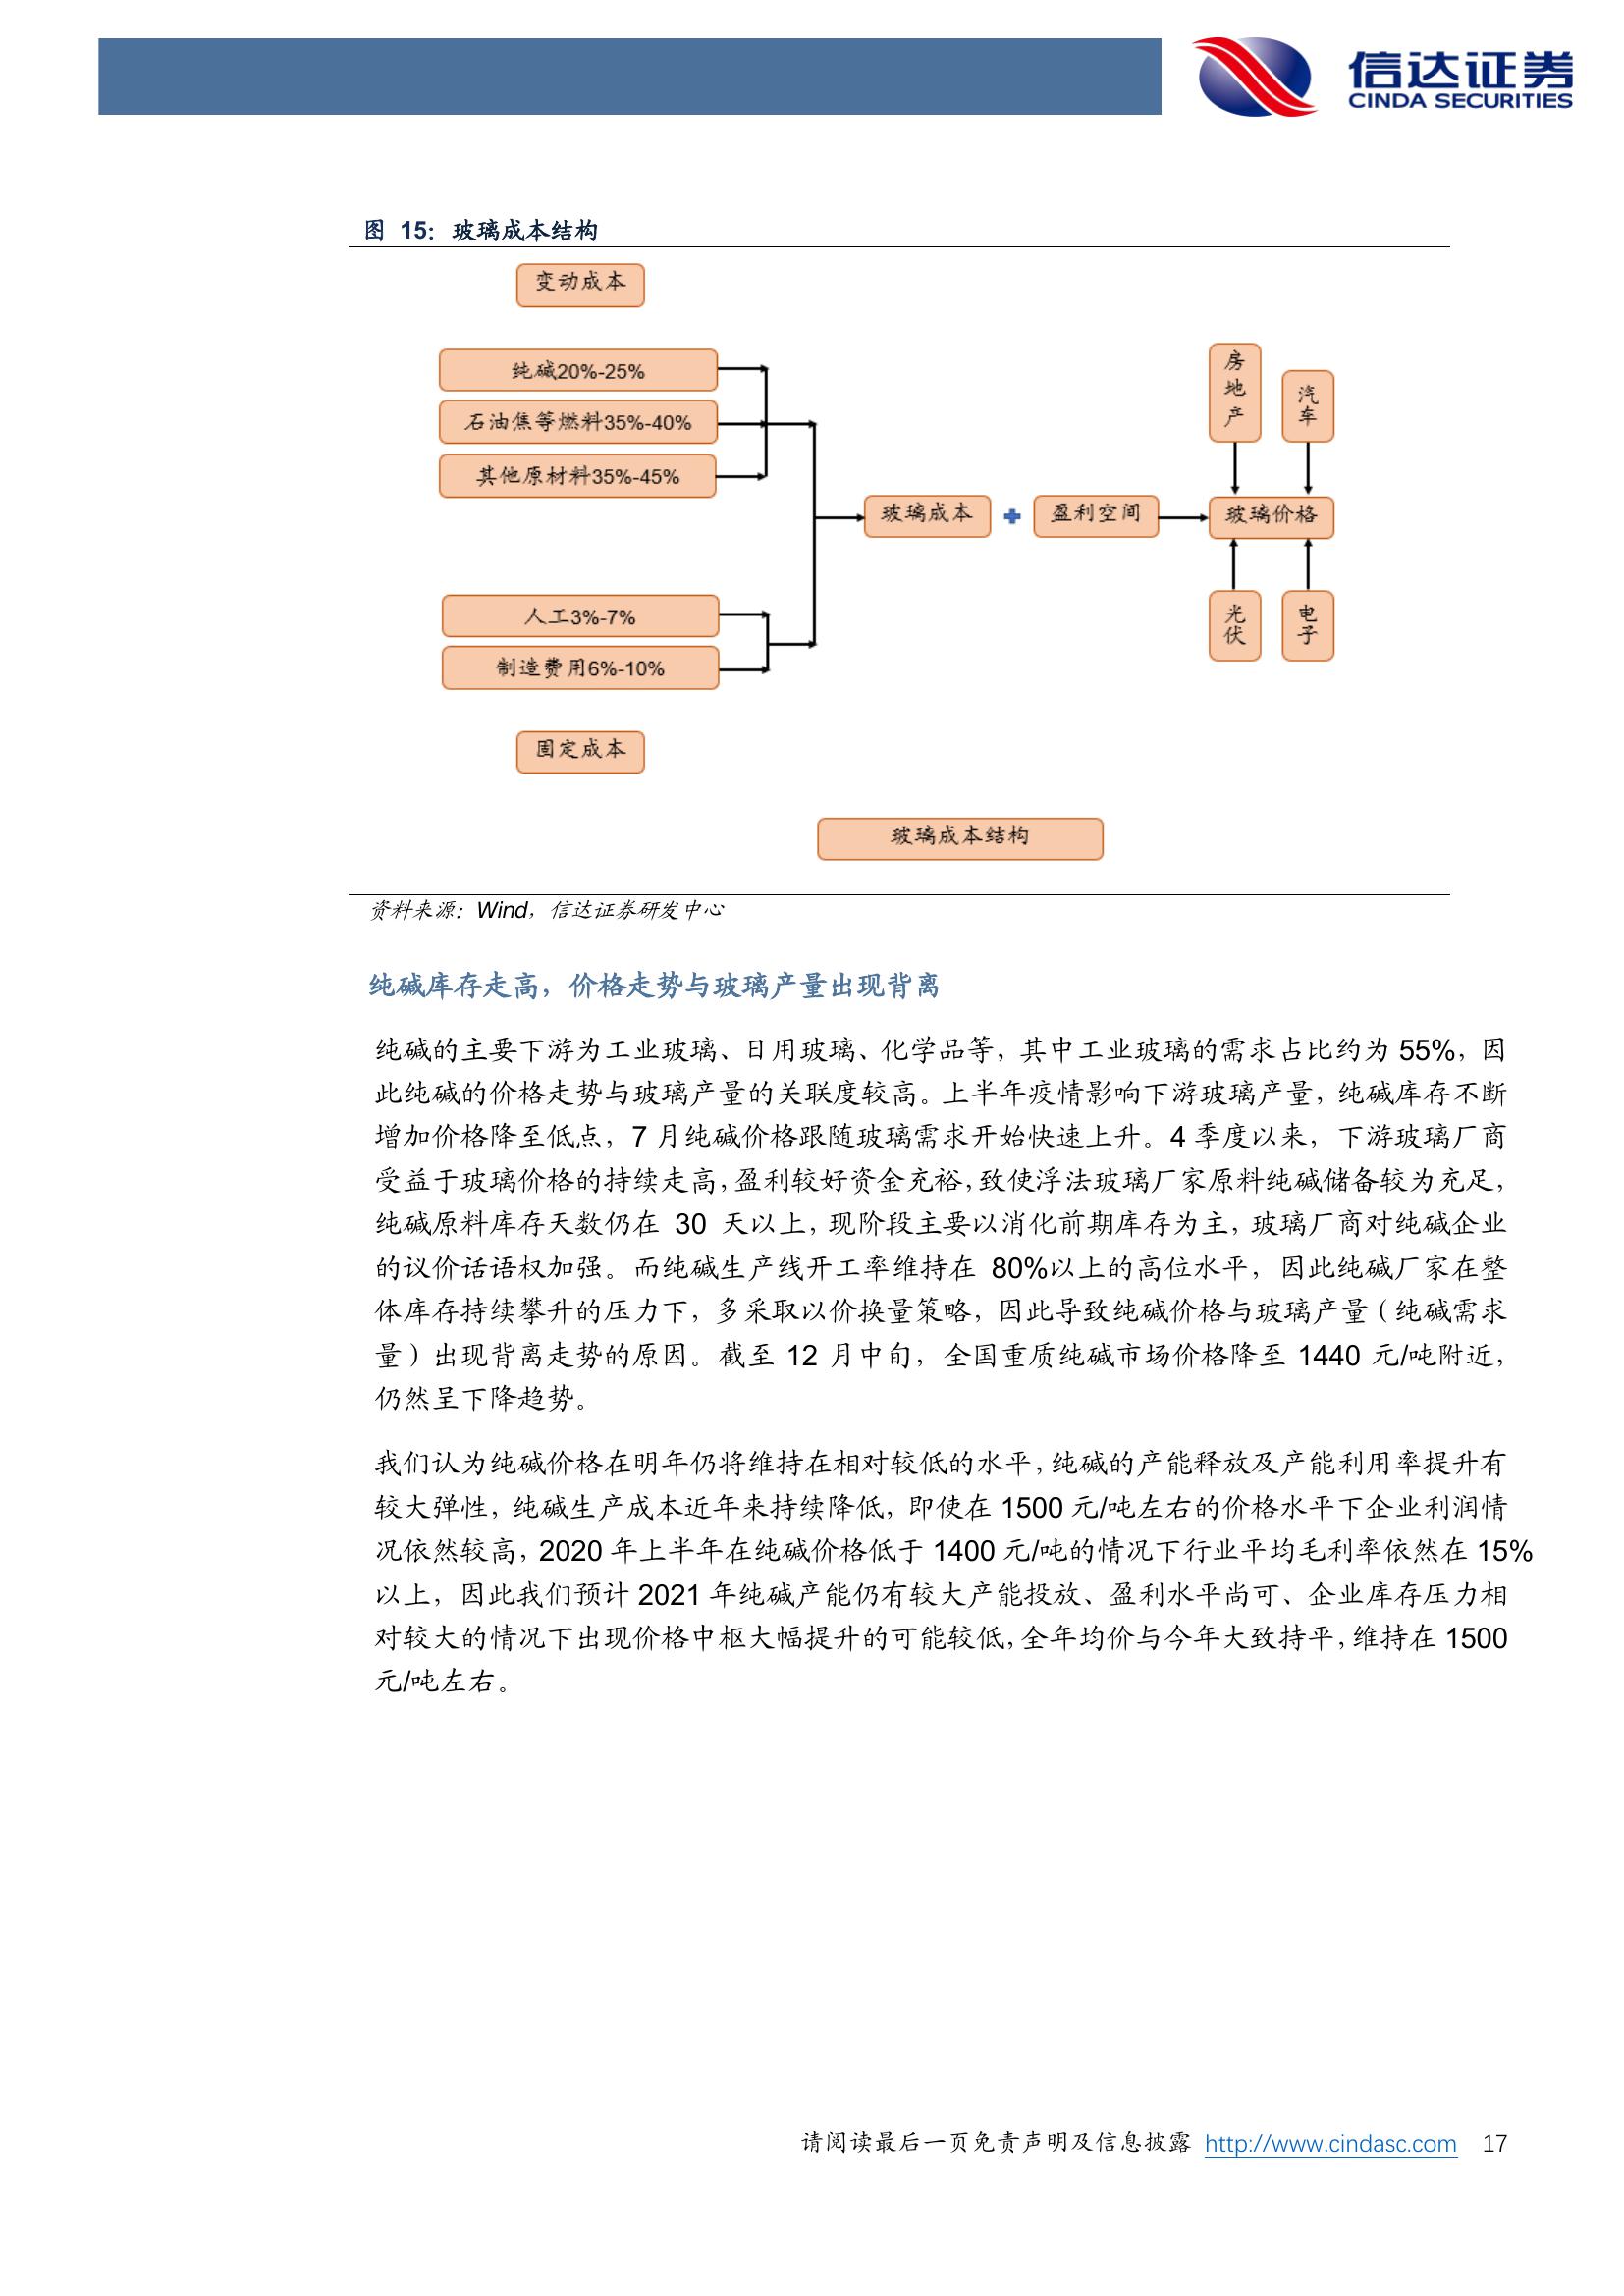 信达证券
CINDA SECURITIES
图 15：玻璃成本结构
变动成本
纯碱20%-25%
石油焦等燃料35%-40%
其他原材料35%-45%
人工3%-7%
制造费用6%-10%
固定成本
玻璃成本
盈利空间
房地产
汽车
玻璃价格
光伏
电子
玻璃成本结构
资料来源：Wind，信达证券研发中心
纯碱库存走高，价格走势与玻璃产量出现背离
纯碱的主要下游为工业玻璃、日用玻璃、化学品等，其中工业玻璃的需求占比约为 55%，因
此纯碱的价格走势与玻璃产量的关联度较高。上半年疫情影响下游玻璃产量，纯碱库存不断
增加价格降至低点，7 月纯碱价格跟随玻璃需求开始快速上升。4 季度以来，下游玻璃厂商
受益于玻璃价格的持续走高，盈利较好资金充裕，致使浮法玻璃厂家原料纯碱储备较为充足，
纯碱原料库存天数仍在 30 天以上，现阶段主要以消化前期库存为主，玻璃厂商对纯碱企业
的议价话语权加强。而纯碱生产线开工率维持在 80%以上的高位水平，因此纯碱厂家在整
体库存持续攀升的压力下，多采取以价换量策略，因此导致纯碱价格与玻璃产量（纯碱需求
量）出现背离走势的原因。截至 12 月中旬，全国重质纯碱市场价格降至 1440 元/吨附近，
仍然呈下降趋势。
我们认为纯碱价格在明年仍将维持在相对较低的水平，纯碱的产能释放及产能利用率提升有
较大弹性，纯碱生产成本近年来持续降低，即使在 1500 元/吨左右的价格水平下企业利润情
况依然较高，2020 年上半年在纯碱价格低于 1400 元/吨的情况下行业平均毛利率依然在 15%
以上，因此我们预计 2021 年纯碱产能仍有较大产能投放、盈利水平尚可、企业库存压力相
对较大的情况下出现价格中枢大幅提升的可能较低，全年均价与今年大致持平，维持在 1500
元/吨左右。
请阅读最后一页免责声明及信息披露 http://www.cindasc.com 17